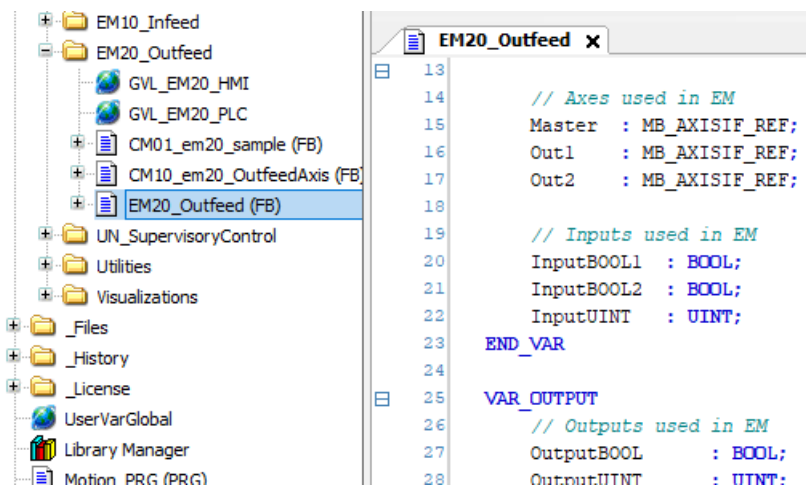 EM10_Infeed
EM20_Outfeed
GVL_EM20_HMI
GVL_EM20_PLC
CM01_em20_sample (FB)
CM10_em20_OutfeedAxis (FB)
EM20_Outfeed (FB)
UN_SupervisoryControl
Utilities
Visualizations
_Files
_History
_License
UserVarGlobal
Library Manager
Motion_PRG (PRG)
EM20_Outfeed X
13
14 // Axes used in EM
15 Master : MB_AXISIF_REF;
16 Out1 : MB_AXISIF_REF;
17 Out2 : MB_AXISIF_REF;
18
19 // Inputs used in EM
20 InputBOOL1 : BOOL;
21 InputBOOL2 : BOOL;
22 InputUINT : UINT;
23 END_VAR
24
25 VAR_OUTPUT
26 // Outputs used in EM
27 OutputBOOL : BOOL;
28 OutputUINT : UINT;